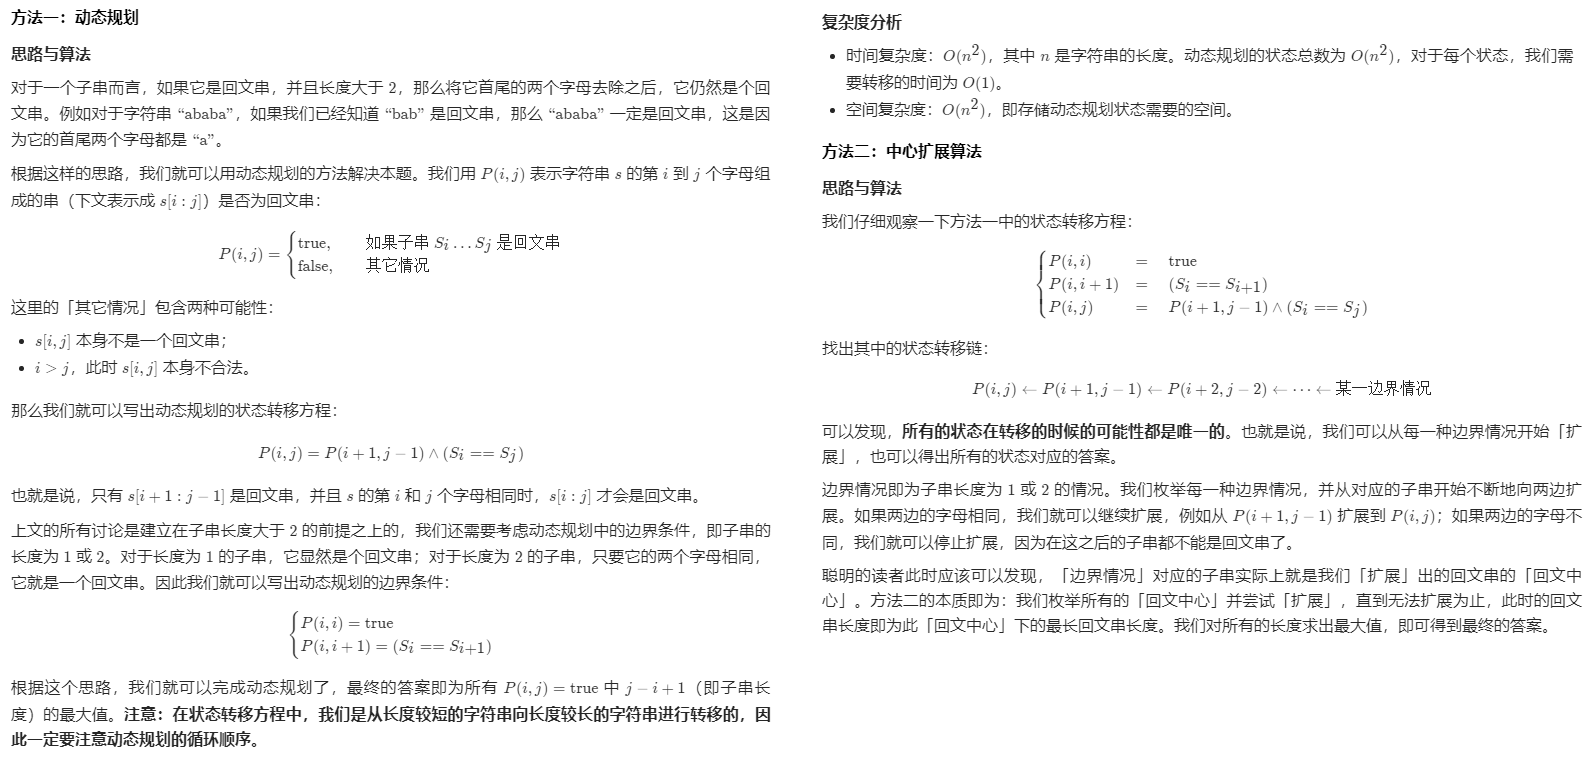 方法一：动态规划
思路与算法
对于一个子串而言，如果它是回文串，并且长度大于 2，那么将它首尾的两个字母去除之后，它仍然是个回
文串。例如对于字符串 “ababa”，如果我们已经知道 “bab” 是回文串，那么 “ababa” 一定是回文串，这是因
为它的首尾两个字母都是 “a”。
根据这样的思路，我们就可以用动态规划的方法解决本题。我们用 P(i, j) 表示字符串 s 的第 i 到 j 个字母组
成的串（下文表示成 s[i : j]）是否为回文串：
P(i, j) = {true, 如果子串 Si … Sj 是回文串
false, 其它情况
这里的「其它情况」包含两种可能性：
• s[i, j] 本身不是一个回文串；
• i > j，此时 s[i, j] 本身不合法。
那么我们就可以写出动态规划的状态转移方程：
P(i, j) = P(i + 1, j − 1) ∧ (Si == Sj)
也就是说，只有 s[i + 1 : j − 1] 是回文串，并且 s 的第 i 和 j 个字母相同时，s[i : j] 才会是回文串。
上文的所有讨论是建立在子串长度大于 2 的前提之上的，我们还需要考虑动态规划中的边界条件，即子串的
长度为 1 或 2。对于长度为 1 的子串，它显然是个回文串；对于长度为 2 的子串，只要它的两个字母相同，
它就是一个回文串。因此我们就可以写出动态规划的边界条件：
{P(i, i) = true
P(i, i + 1) = (Si == Si+1)
根据这个思路，我们就可以完成动态规划了，最终的答案即为所有 P(i, j) = true 中 j − i + 1（即子串长
度）的最大值。注意：在状态转移方程中，我们是从长度较短的字符串向长度较长的字符串进行转移的，因
此一定要注意动态规划的循环顺序。
复杂度分析
• 时间复杂度：O(n²)，其中 n 是字符串的长度。动态规划的状态总数为 O(n²)，对于每个状态，我们需
要转移的时间为 O(1)。
• 空间复杂度：O(n²)，即存储动态规划状态需要的空间。
方法二：中心扩展算法
思路与算法
我们仔细观察一下方法一中的状态转移方程：
{P(i, i) = true
P(i, i + 1) = (Si == Si+1)
P(i, j) = P(i + 1, j − 1) ∧ (Si == Sj)
找出其中的状态转移链：
P(i, j) ← P(i + 1, j − 1) ← P(i + 2, j − 2) ← ⋯ ← 某一边界情况
可以发现，所有的状态在转移的时候的可能性都是唯一的。也就是说，我们可以从每一种边界情况开始「扩
展」，也可以得出所有的状态对应的答案。
边界情况即为子串长度为 1 或 2 的情况。我们枚举每一种边界情况，并从对应的子串开始不断地向两边扩
展。如果两边的字母相同，我们就可以继续扩展，例如从 P(i + 1, j − 1) 扩展到 P(i, j)；如果两边的字母不
同，我们就可以停止扩展，因为在这之后的子串都不能是回文串了。
聪明的读者此时应该可以发现，「边界情况」对应的子串实际上就是我们「扩展」出的回文串的「回文中
心」。方法二的本质即为：我们枚举所有的「回文中心」并尝试「扩展」，直到无法扩展为止，此时的回文
串长度即为此「回文中心」下的最长回文串长度。我们对所有的长度求出最大值，即可得到最终的答案。